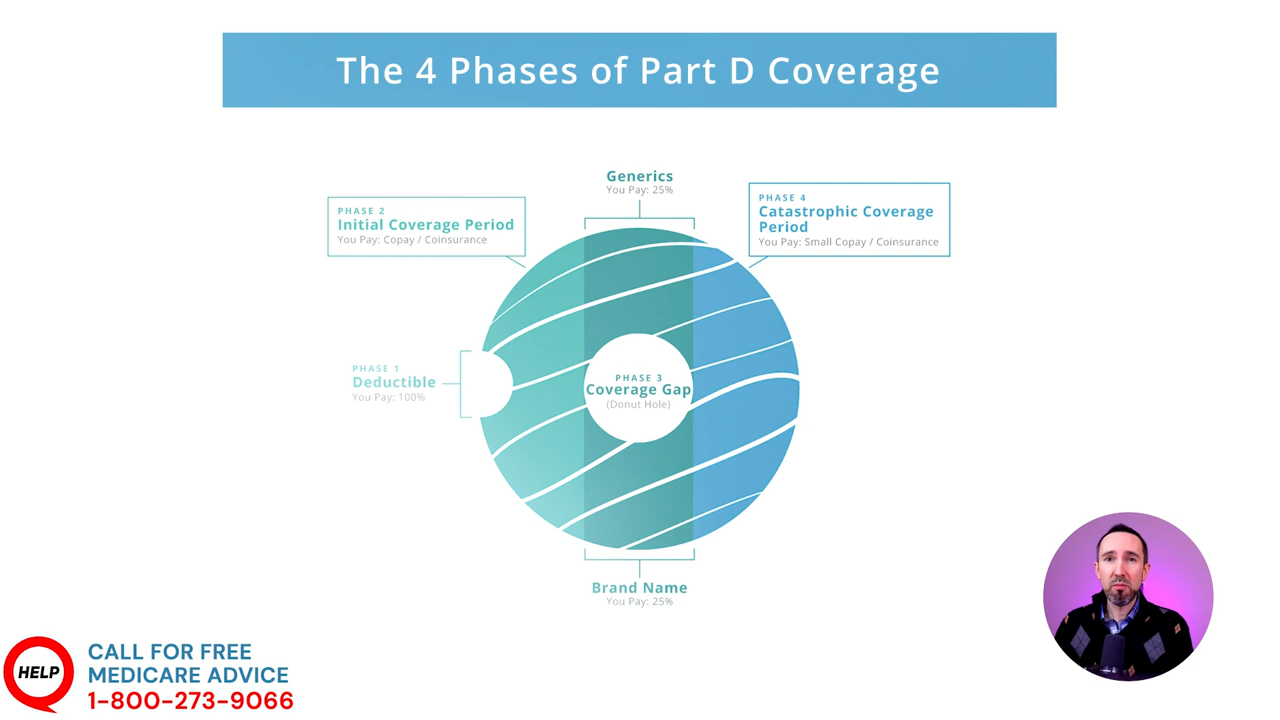 The 4 Phases of Part D Coverage
Generics
You Pay: 25%
PHASE 2
Initial Coverage Period
You Pay: Copay / Coinsurance
PHASE 4
Catastrophic Coverage
Period
You Pay: Small Copay / Coinsurance
PHASE 1
Deductible
You Pay: 100%
PHASE 3
Coverage Gap
(Donut Hole)
Brand Name
You Pay: 25%
HELP
CALL FOR FREE
MEDICARE ADVICE
1-800-273-9066